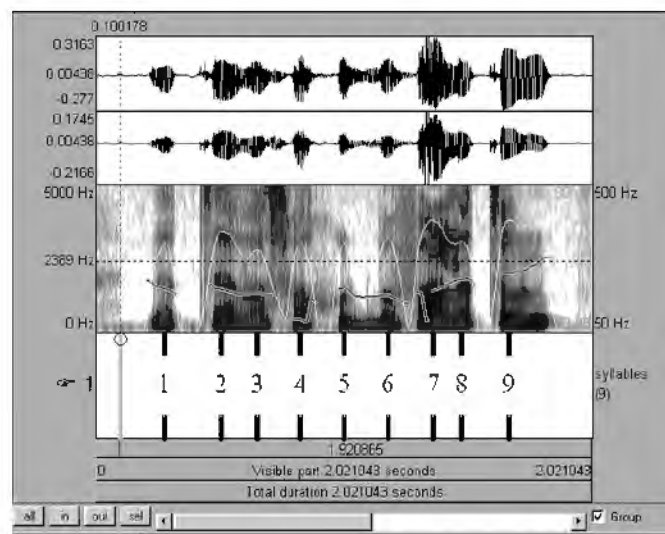 0.100178
0.3163
0.00438
-0.277
0.1745
0.00438
-0.2166
5000 Hz 500 Hz
2389 Hz
0 Hz 50 Hz
1 1 2 3 4 5 6 7 8 9 syllables
(9)
1.920865
0 Visible part 2.021043 seconds 2.021043
Total duration 2.021043 seconds
all in out sel Group